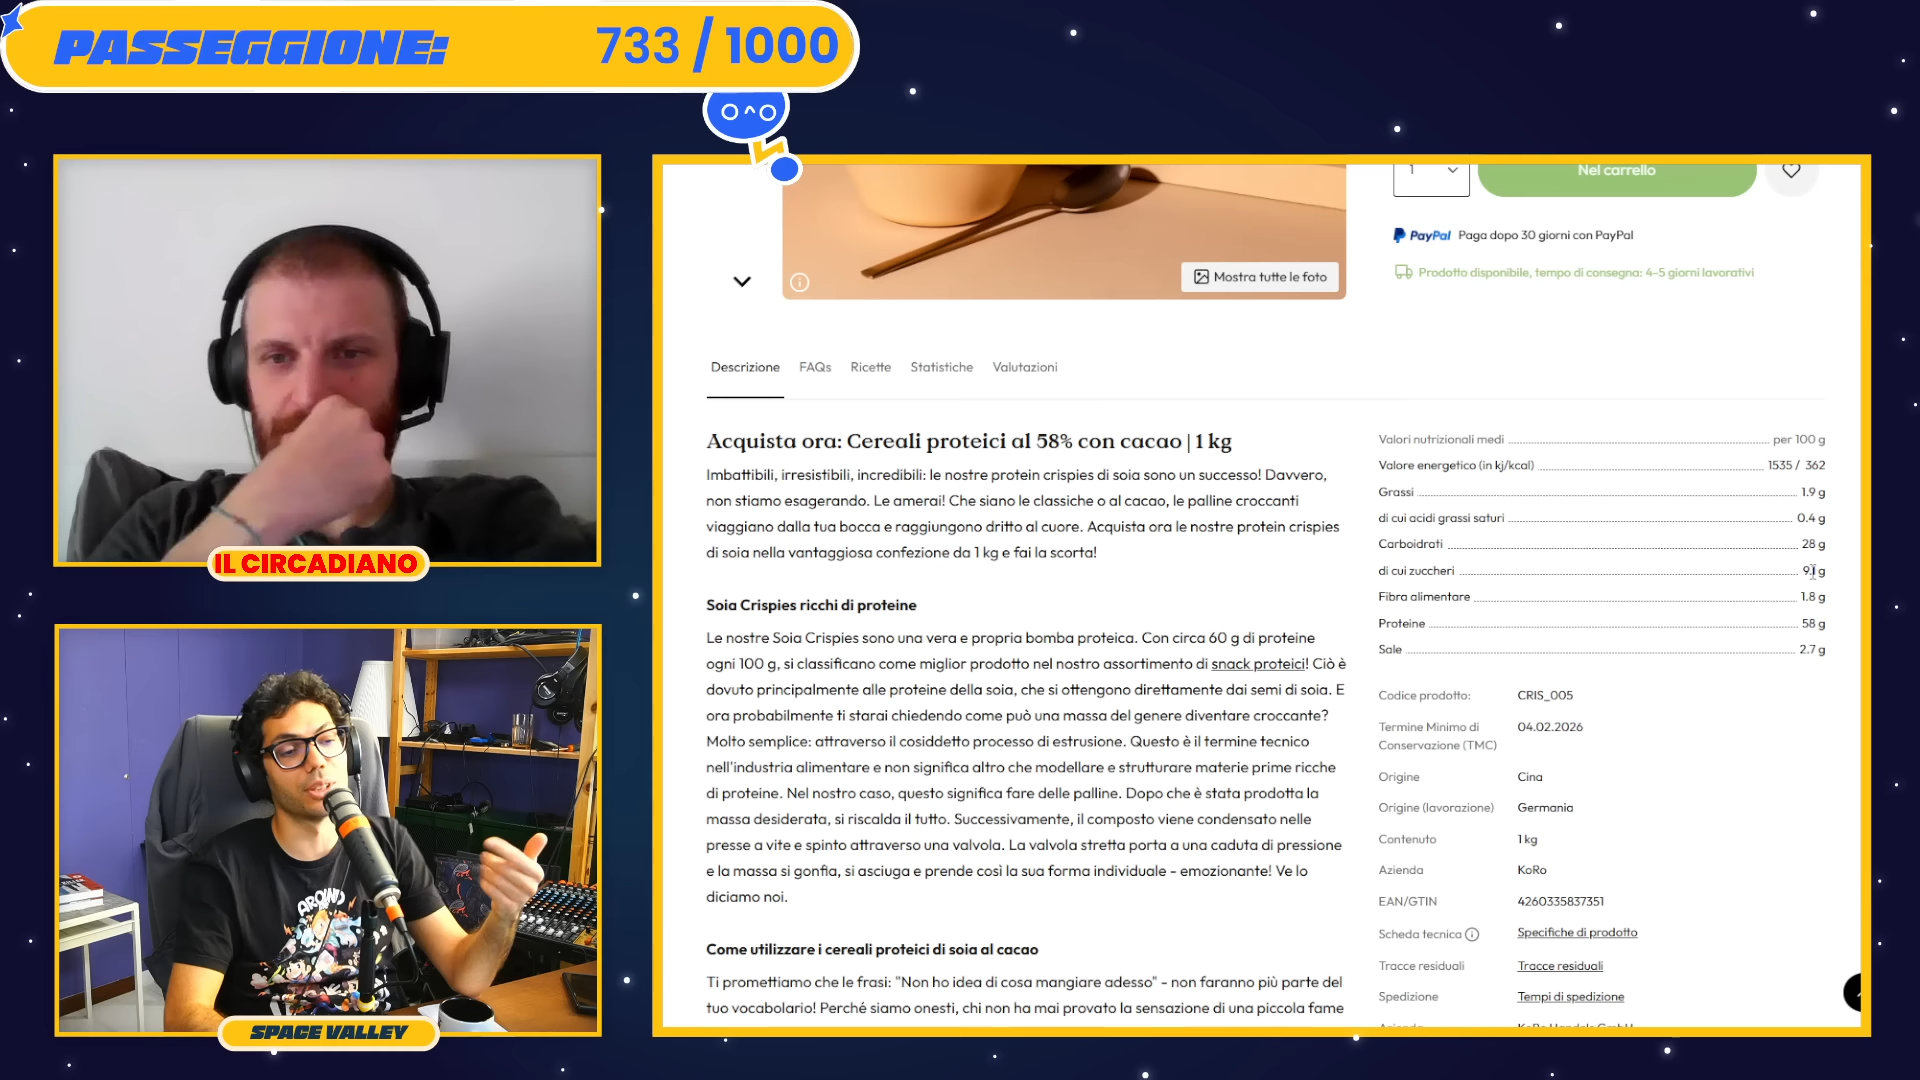 PASSEGGIONE: 733 / 1000
IL CIRCADIANO
SPACE VALLEY
AROUND
1
Nel carrello
PayPal Paga dopo 30 giorni con PayPal
Prodotto disponibile, tempo di consegna: 4-5 giorni lavorativi
Mostra tutte le foto
Descrizione FAQs Ricette Statistiche Valutazioni
Acquista ora: Cereali proteici al 58% con cacao | 1 kg
Imbattibili, irresistibili, incredibili: le nostre protein crispies di soia sono un successo! Davvero,
non stiamo esagerando. Le amerai! Che siano le classiche o al cacao, le palline croccanti
viaggiano dalla tua bocca e raggiungono dritto al cuore. Acquista ora le nostre protein crispies
di soia nella vantaggiosa confezione da 1 kg e fai la scorta!
Soia Crispies ricchi di proteine
Le nostre Soia Crispies sono una vera e propria bomba proteica. Con circa 60 g di proteine
ogni 100 g, si classificano come miglior prodotto nel nostro assortimento di snack proteici! Ciò è
dovuto principalmente alle proteine della soia, che si ottengono direttamente dai semi di soia. E
ora probabilmente ti starai chiedendo come può una massa del genere diventare croccante?
Molto semplice: attraverso il cosiddetto processo di estrusione. Questo è il termine tecnico
nell'industria alimentare e non significa altro che modellare e strutturare materie prime ricche
di proteine. Nel nostro caso, questo significa fare delle palline. Dopo che è stata prodotta la
massa desiderata, si riscalda il tutto. Successivamente, il composto viene condensato nelle
presse a vite e spinto attraverso una valvola. La valvola stretta porta a una caduta di pressione
e la massa si gonfia, si asciuga e prende così la sua forma individuale - emozionante! Ve lo
diciamo noi.
Come utilizzare i cereali proteici di soia al cacao
Ti promettiamo che le frasi: "Non ho idea di cosa mangiare adesso" - non faranno più parte del
tuo vocabolario! Perché siamo onesti, chi non ha mai provato la sensazione di una piccola fame
Valori nutrizionali medi per 100 g
Valore energetico (in kj/kcal) 1535 / 362
Grassi 1.9 g
di cui acidi grassi saturi 0.4 g
Carboidrati 28 g
di cui zuccheri 9.1 g
Fibra alimentare 1.8 g
Proteine 58 g
Sale 2.7 g
Codice prodotto: CRIS_005
Termine Minimo di Conservazione (TMC) 04.02.2026
Origine Cina
Origine (lavorazione) Germania
Contenuto 1 kg
Azienda KoRo
EAN/GTIN 4260335837351
Scheda tecnica Specifiche di prodotto
Tracce residuali Tracce residuali
Spedizione Tempi di spedizione
Azienda KoRo Handels GmbH